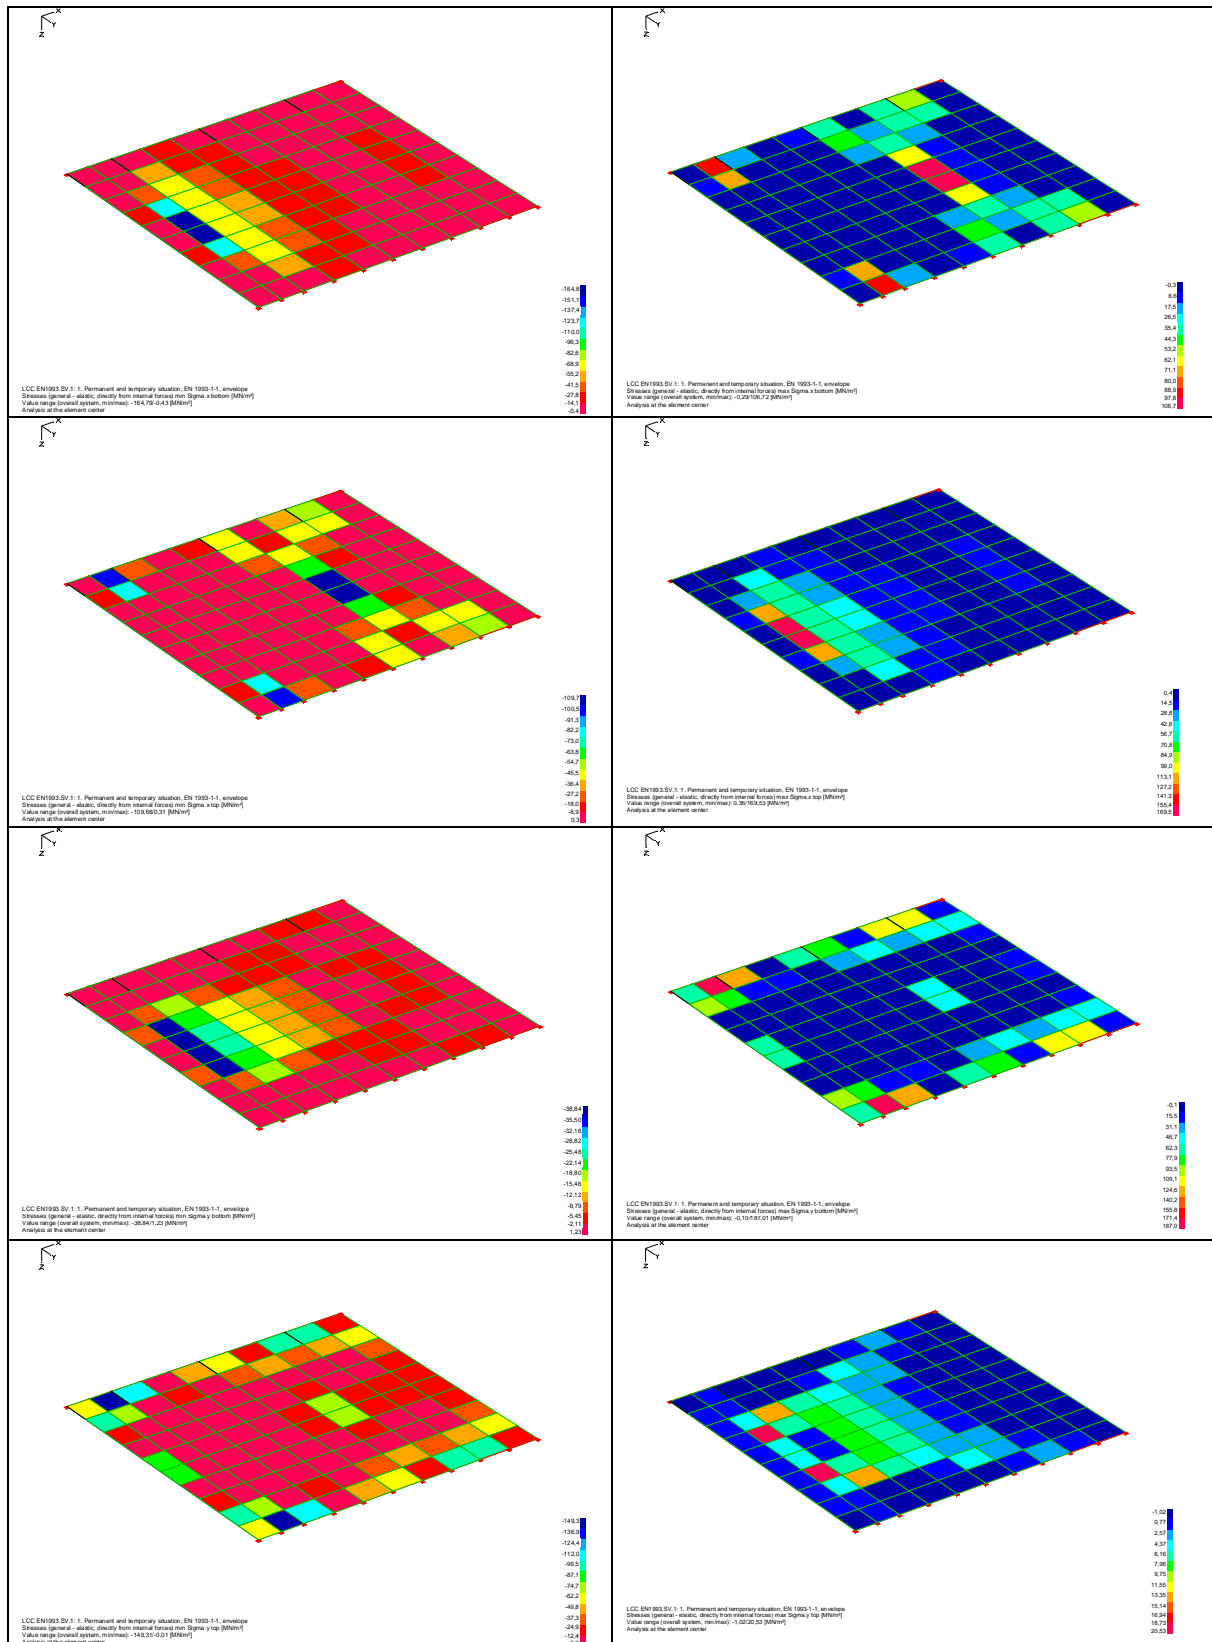 X
Y
Z
-164,8
-151,1
-137,4
-123,7
-110,0
-96,3
-82,6
-68,9
-55,2
-41,5
-27,8
-14,1
-0,4
LCC EN1993.SV.1: 1. Permanent and temporary situation, EN 1993-1-1, envelope
Stresses (general - elastic, directly from internal forces) min Sigma.x bottom [MN/m²]
Value range (overall system, min/max): -164,79/-0,43 [MN/m²]
Analysis at the element center
X
Y
Z
-0,3
8,6
17,5
26,5
35,4
44,3
53,2
62,1
71,1
80,0
88,9
97,8
106,7
LCC EN1993.SV.1: 1. Permanent and temporary situation, EN 1993-1-1, envelope
Stresses (general - elastic, directly from internal forces) max Sigma.x bottom [MN/m²]
Value range (overall system, min/max): -0,29/106,72 [MN/m²]
Analysis at the element center
X
Y
Z
-109,7
-100,5
-91,3
-82,2
-73,0
-63,8
-54,7
-45,5
-36,4
-27,2
-18,0
-8,9
0,3
LCC EN1993.SV.1: 1. Permanent and temporary situation, EN 1993-1-1, envelope
Stresses (general - elastic, directly from internal forces) min Sigma.x top [MN/m²]
Value range (overall system, min/max): -109,68/0,31 [MN/m²]
Analysis at the element center
X
Y
Z
0,4
14,5
28,6
42,6
56,7
70,8
84,9
99,0
113,1
127,2
141,3
155,4
169,5
LCC EN1993.SV.1: 1. Permanent and temporary situation, EN 1993-1-1, envelope
Stresses (general - elastic, directly from internal forces) max Sigma.x top [MN/m²]
Value range (overall system, min/max): 0,36/169,53 [MN/m²]
Analysis at the element center
X
Y
Z
-38,84
-35,50
-32,16
-28,82
-25,48
-22,14
-18,80
-15,46
-12,12
-8,79
-5,45
-2,11
1,23
LCC EN1993.SV.1: 1. Permanent and temporary situation, EN 1993-1-1, envelope
Stresses (general - elastic, directly from internal forces) min Sigma.y bottom [MN/m²]
Value range (overall system, min/max): -38,84/1,23 [MN/m²]
Analysis at the element center
X
Y
Z
-0,1
15,5
31,1
46,7
62,3
77,9
93,5
109,1
124,6
140,2
155,8
171,4
187,0
LCC EN1993.SV.1: 1. Permanent and temporary situation, EN 1993-1-1, envelope
Stresses (general - elastic, directly from internal forces) max Sigma.y bottom [MN/m²]
Value range (overall system, min/max): -0,10/187,01 [MN/m²]
Analysis at the element center
X
Y
Z
-149,3
-136,9
-124,4
-112,0
-99,5
-87,1
-74,7
-62,2
-49,8
-37,3
-24,9
-12,4
LCC EN1993.SV.1: 1. Permanent and temporary situation, EN 1993-1-1, envelope
Stresses (general - elastic, directly from internal forces) min Sigma.y top [MN/m²]
Value range (overall system, min/max): -149,31/-0,01 [MN/m²]
Analysis at the element center
X
Y
Z
-1,02
0,77
2,57
4,37
6,16
7,96
9,75
11,55
13,35
15,14
16,94
18,73
20,53
LCC EN1993.SV.1: 1. Permanent and temporary situation, EN 1993-1-1, envelope
Stresses (general - elastic, directly from internal forces) max Sigma.y top [MN/m²]
Value range (overall system, min/max): -1,02/20,53 [MN/m²]
Analysis at the element center